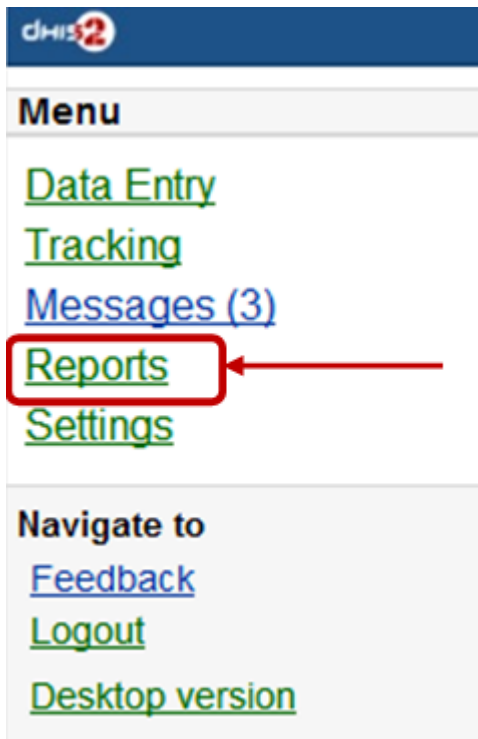 dHIS2
Menu
Data Entry
Tracking
Messages (3)
Reports
Settings
Navigate to
Feedback
Logout
Desktop version